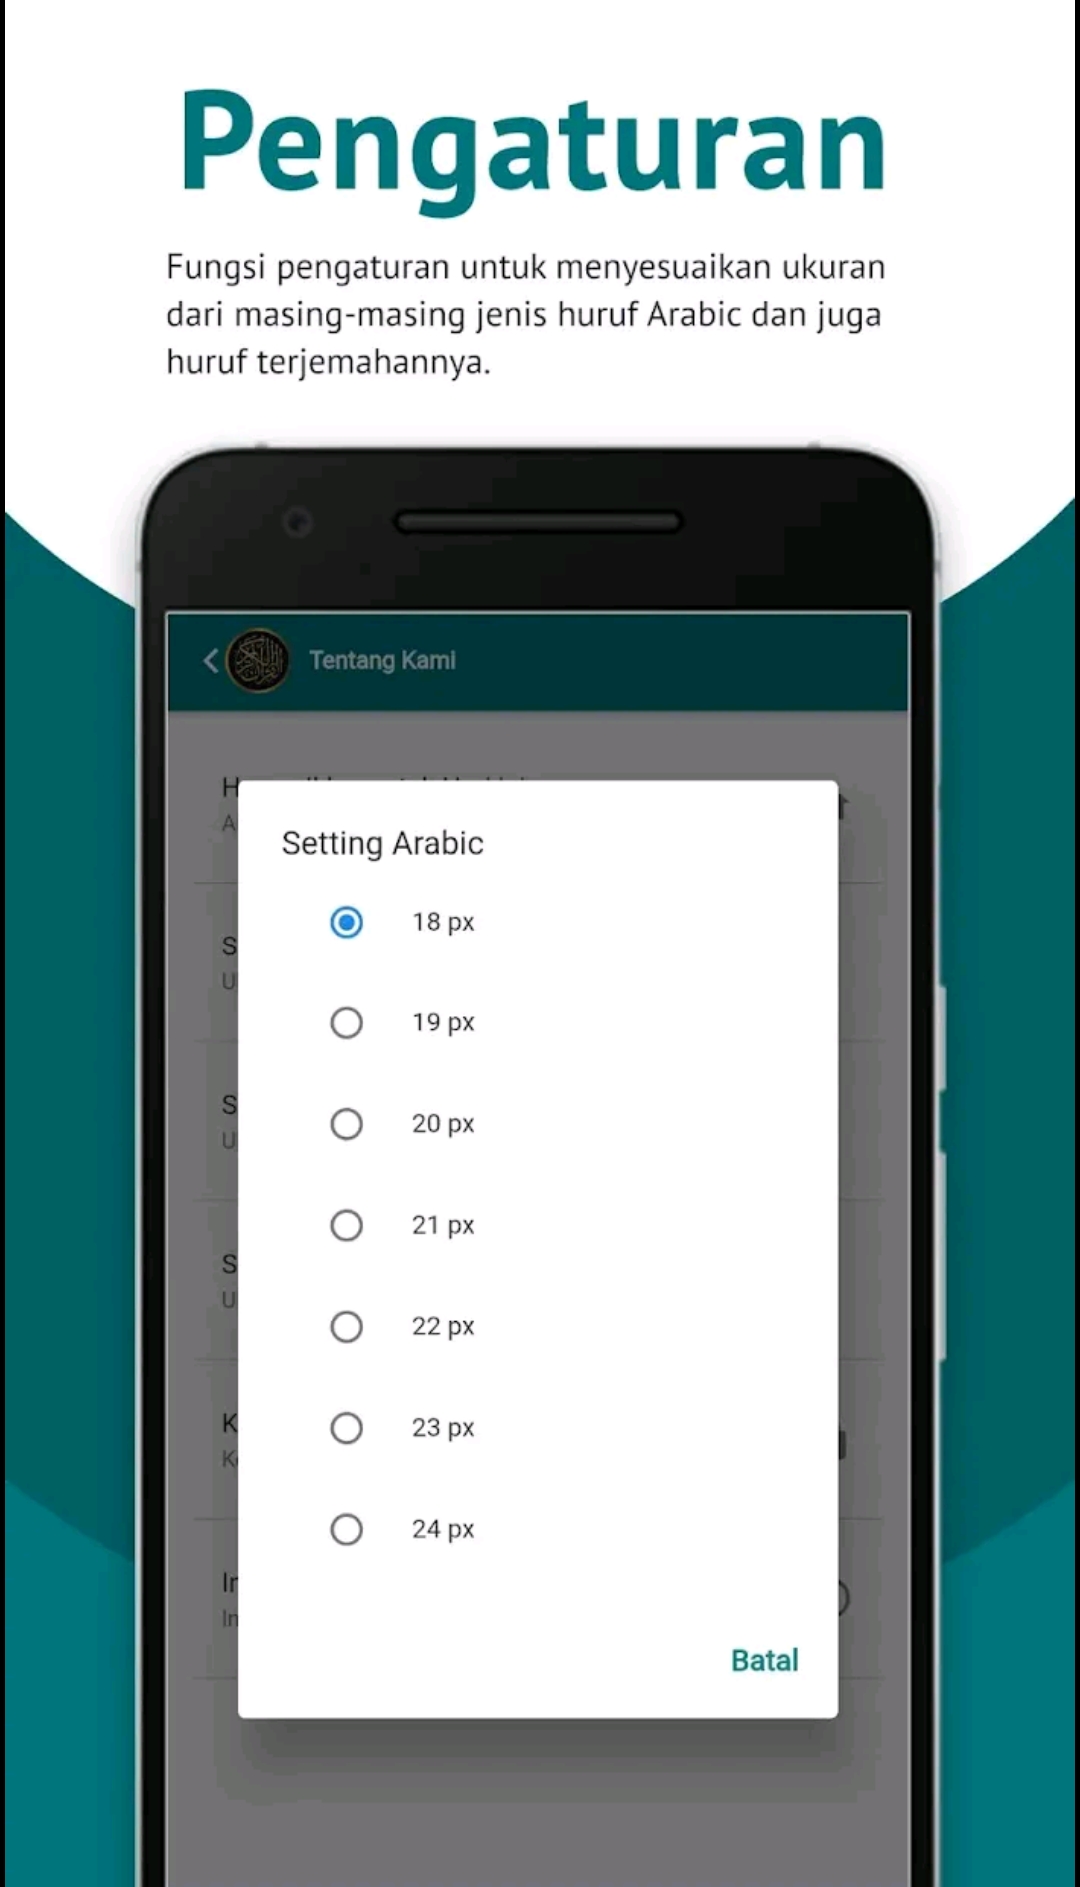 Pengaturan
Fungsi pengaturan untuk menyesuaikan ukuran
dari masing-masing jenis huruf Arabic dan juga
huruf terjemahannya.
Tentang Kami
Setting Arabic
18 px
19 px
20 px
21 px
22 px
23 px
24 px
Batal